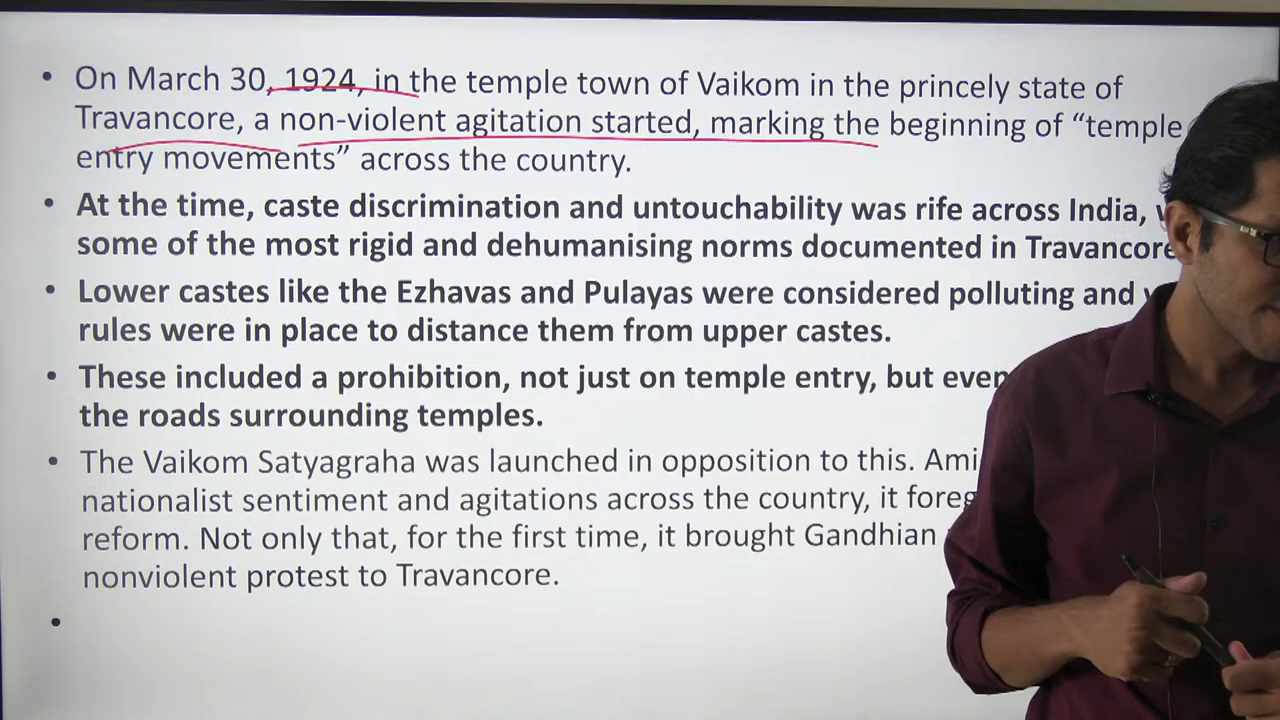 • On March 30, 1924, in the temple town of Vaikom in the princely state of
Travancore, a non-violent agitation started, marking the beginning of “temple
entry movements” across the country.
• At the time, caste discrimination and untouchability was rife across India,
some of the most rigid and dehumanising norms documented in Travancore
• Lower castes like the Ezhavas and Pulayas were considered polluting and
rules were in place to distance them from upper castes.
• These included a prohibition, not just on temple entry, but even
the roads surrounding temples.
• The Vaikom Satyagraha was launched in opposition to this.
nationalist sentiment and agitations across the country, it
reform. Not only that, for the first time, it brought Gandhian
nonviolent protest to Travancore.
•